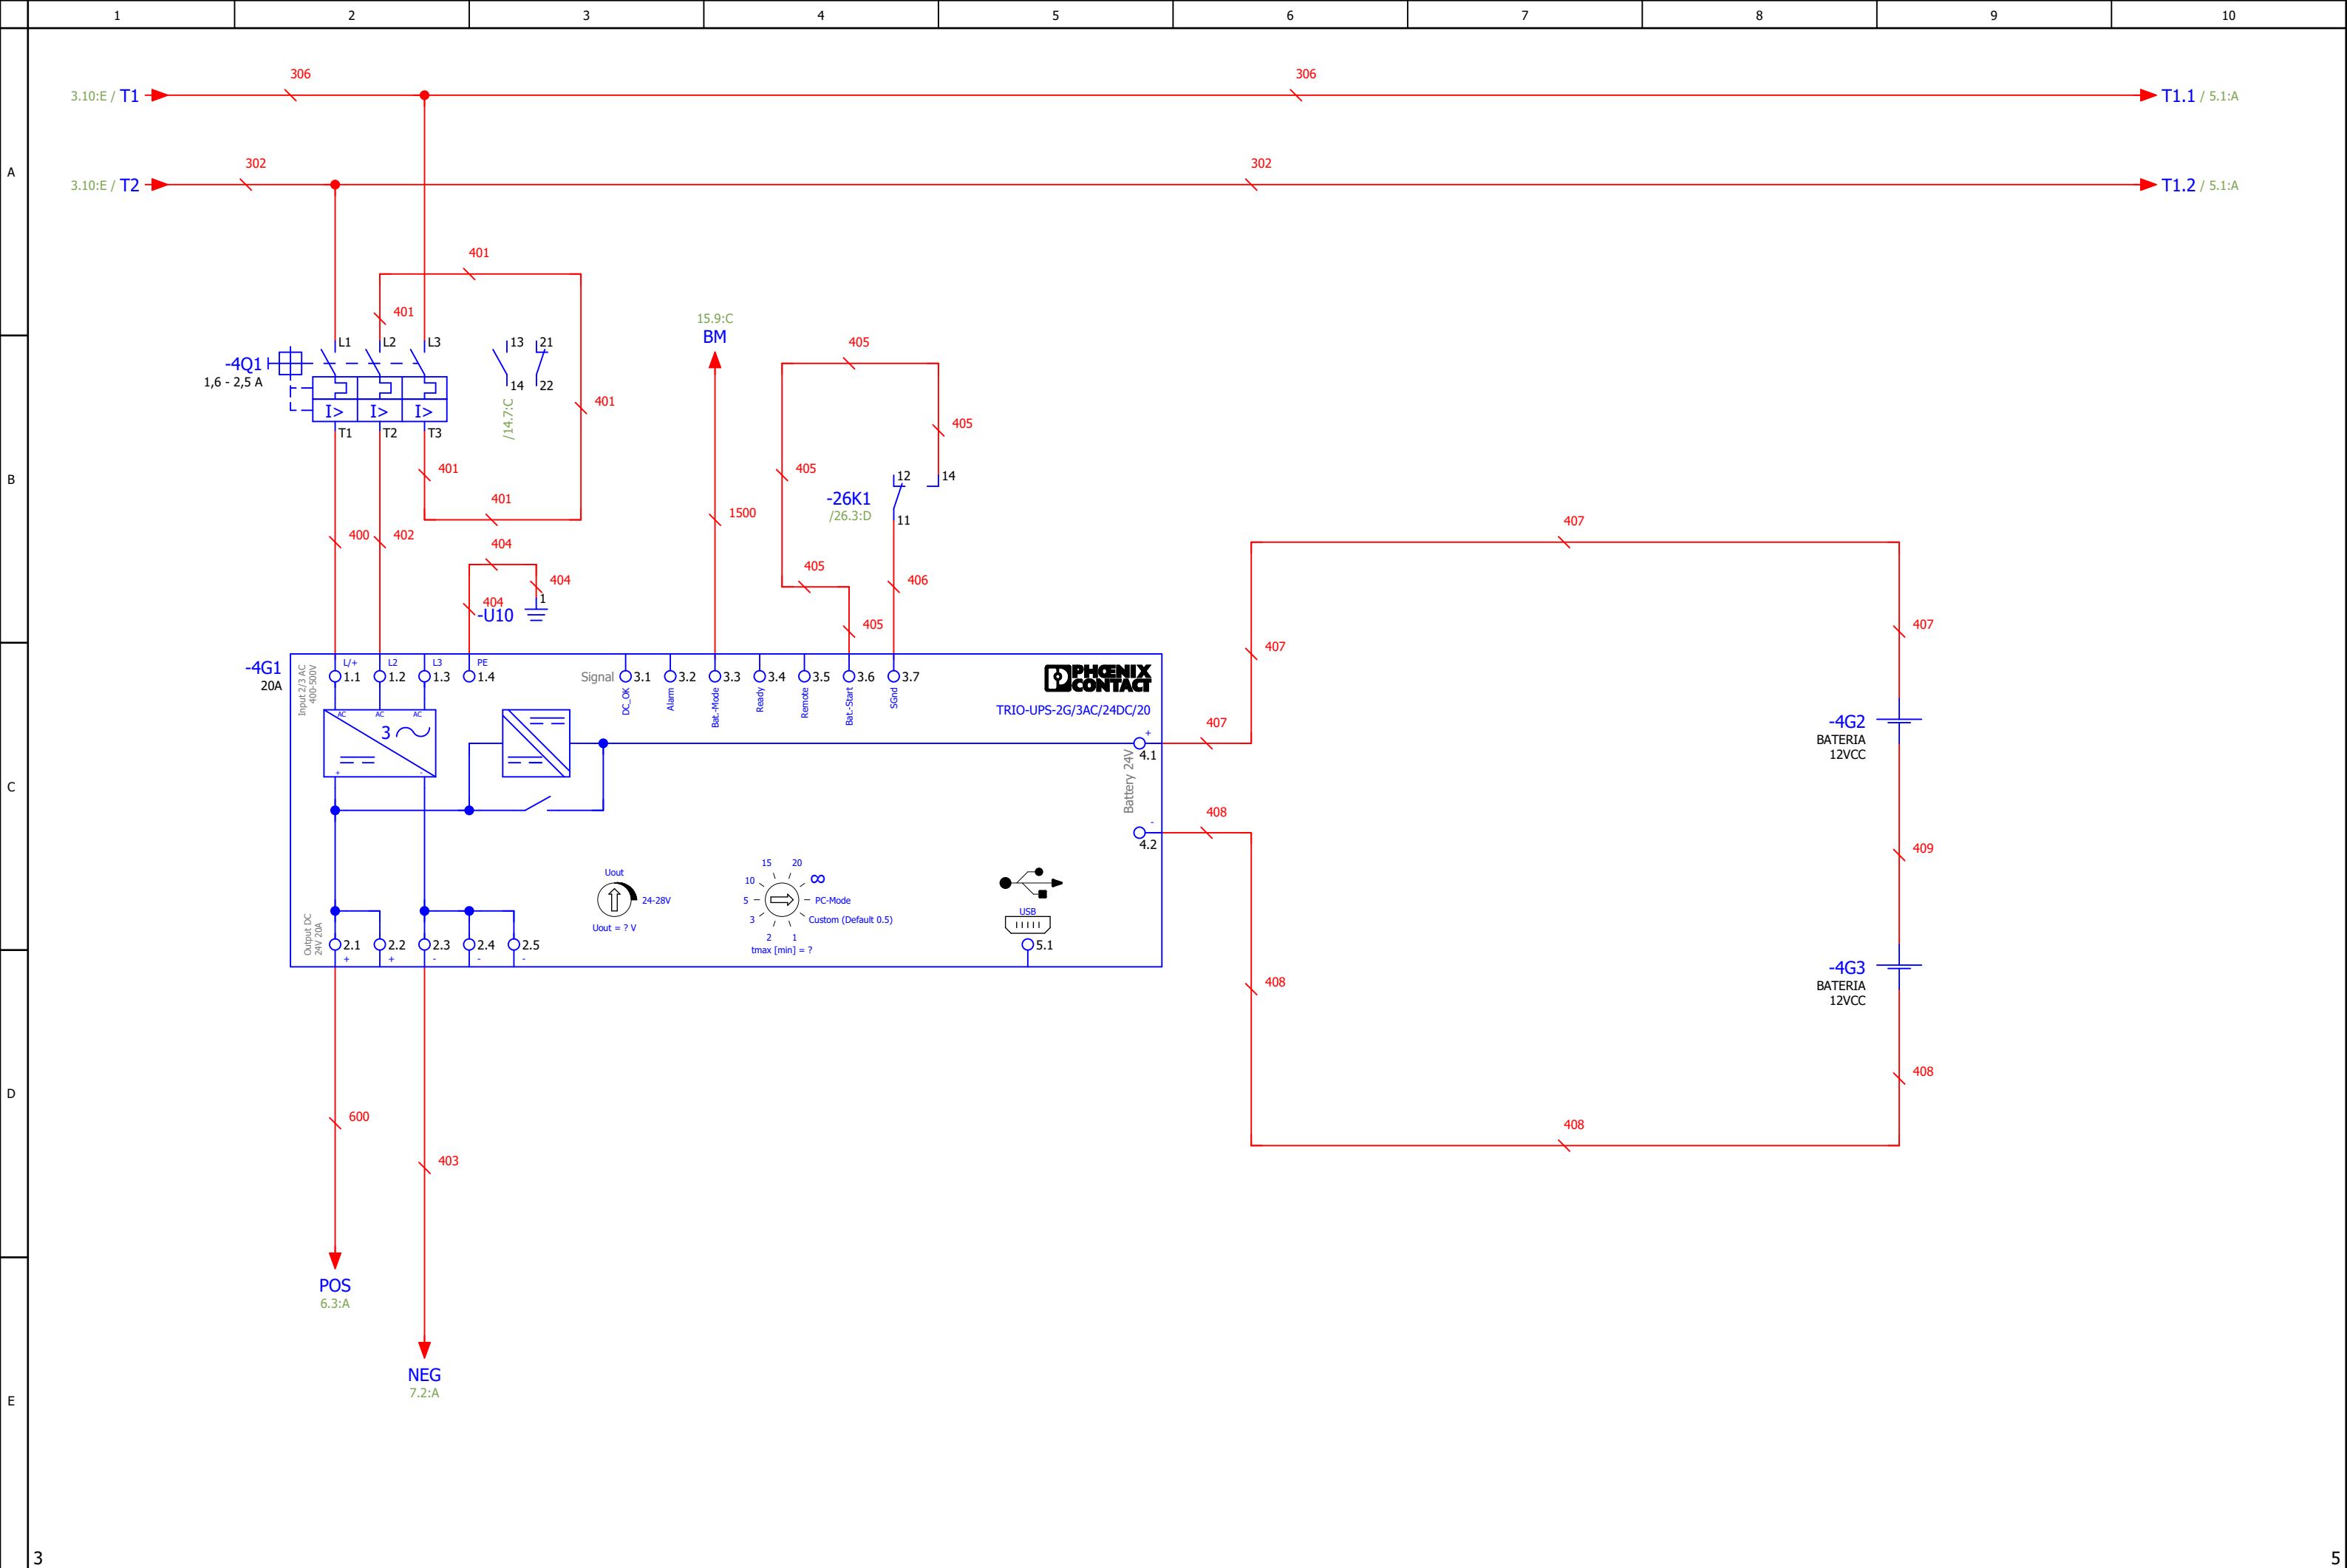 1 2 3 4 5 6 7 8 9 10
306 306
3.10:E / T1 T1.1 / 5.1:A
302 302
A
3.10:E / T2 T1.2 / 5.1:A
401
401
15.9:C
BM
L1 L2 L3 13 21
405
-4Q1
1,6 - 2,5 A
14 22
401
I> I> I>
/14.7:C
T1 T2 T3
405
401
405
B
12 14
-26K1
/26.3:D
11
401
1500
407
400 402
404
404
405
406
404
1
-U10
405
407
407
-4G1
20A
Input 2/3 AC
400-500V
L/+ L2 L3 PE
1.1 1.2 1.3 1.4
Signal 3.1 3.2 3.3 3.4 3.5 3.6 3.7
DC_OK
Alarm
Bat.-Mode
Ready
Remote
Bat.-Start
SGnd
PHŒNIX
CONTACT
TRIO-UPS-2G/3AC/24DC/20
AC AC AC
3
+ -
407
+
4.1
Battery 24V
-4G2
BATERIA
12VCC
C
408
-
4.2
409
Uout
24-28V
Uout = ? V
15 20
10 ∞
5 PC-Mode
3 Custom (Default 0.5)
2 1
tmax [min] = ?
USB
5.1
Output DC
24V 20A
2.1 2.2 2.3 2.4 2.5
+ + - - -
408
-4G3
BATERIA
12VCC
408
D
600
408
403
POS
6.3:A
NEG
7.2:A
E
3 5